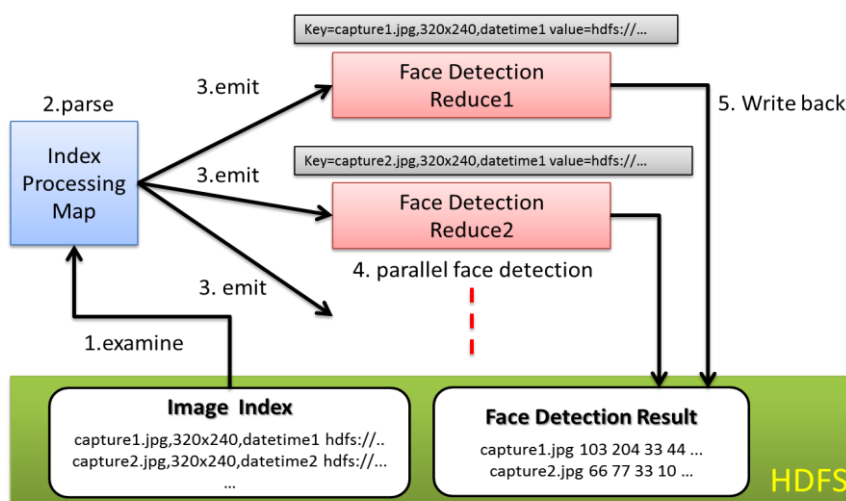 Key=capture1.jpg,320x240,datetime1 value=hdfs://...
3.emit
Face Detection
Reduce1
2.parse
5. Write back
Index
Processing
Map
Key=capture2.jpg,320x240,datetime1 value=hdfs://...
3.emit
Face Detection
Reduce2
4. parallel face detection
3. emit
1.examine
Image Index
capture1.jpg,320x240,datetime1 hdfs://..
capture2.jpg,320x240,datetime2 hdfs://...
...
Face Detection Result
capture1.jpg 103 204 33 44 ...
capture2.jpg 66 77 33 10 ...
HDFS